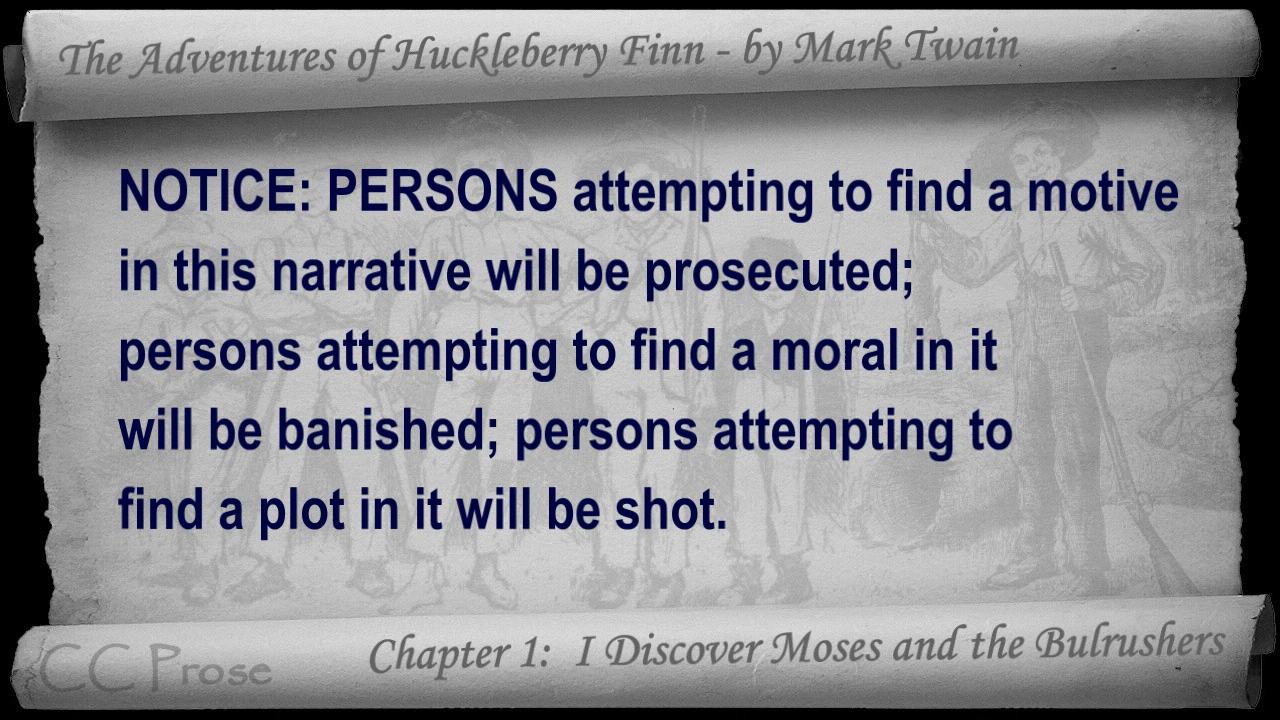 The Adventures of Huckleberry Finn - by Mark Twain
NOTICE: PERSONS attempting to find a motive
in this narrative will be prosecuted;
persons attempting to find a moral in it
will be banished; persons attempting to
find a plot in it will be shot.
CC Prose
Chapter 1: I Discover Moses and the Bulrushers